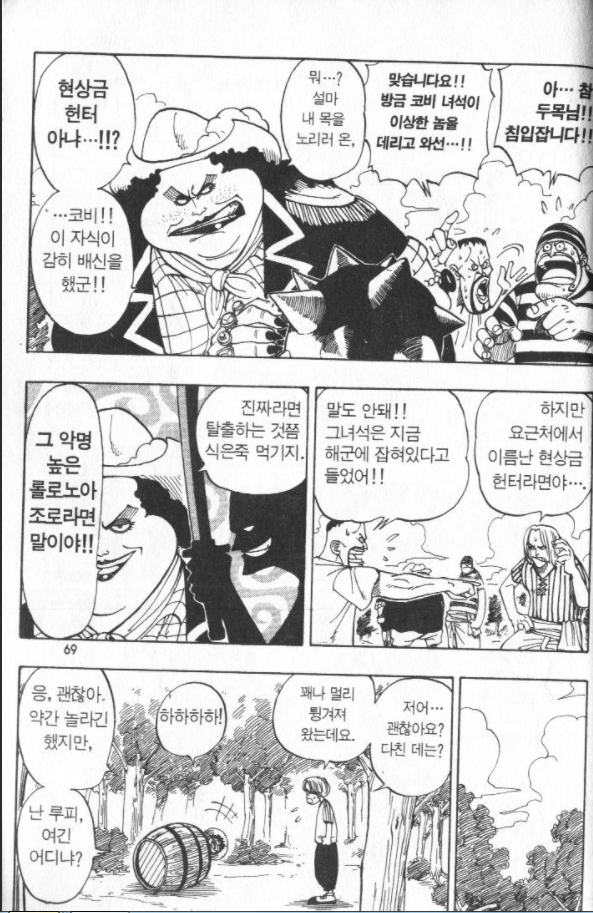 아… 참
두목님!!
침입잡니다!!
맞습니다요!!
방금 코비 녀석이
이상한 놈을
데리고 와선…!!
뭐…?
설마
내 목을
노리러 온,
현상금
헌터
아냐…!!?
…코비!!
이 자식이
감히 배신을
했군!!
하지만
요근처에서
이름난 현상금
헌터라면야….
말도 안돼!!
그녀석은 지금
해군에 잡혀있다고
들었어!!
진짜라면
탈출하는 것쯤
식은죽 먹기지.
그 악명
높은
롤로노아
조로라면
말이야!!
69
저어…
괜찮아요?
다친 데는?
꽤나 멀리
튕겨져
왔는데요.
하하하하!
응, 괜찮아.
약간 놀라긴
했지만,
난 루피,
여긴
어디냐?